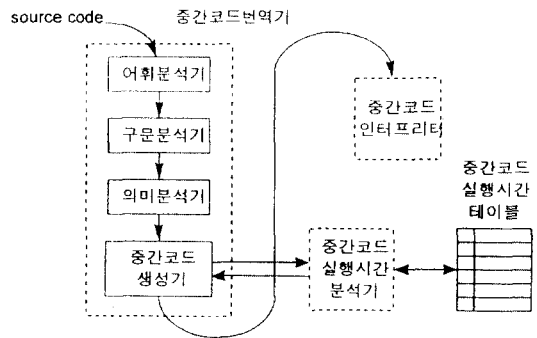 source code
중간코드번역기
어휘분석기
구문분석기
의미분석기
중간코드
생성기
중간코드
인터프리터
중간코드
실행시간
분석기
중간코드
실행시간
테이블